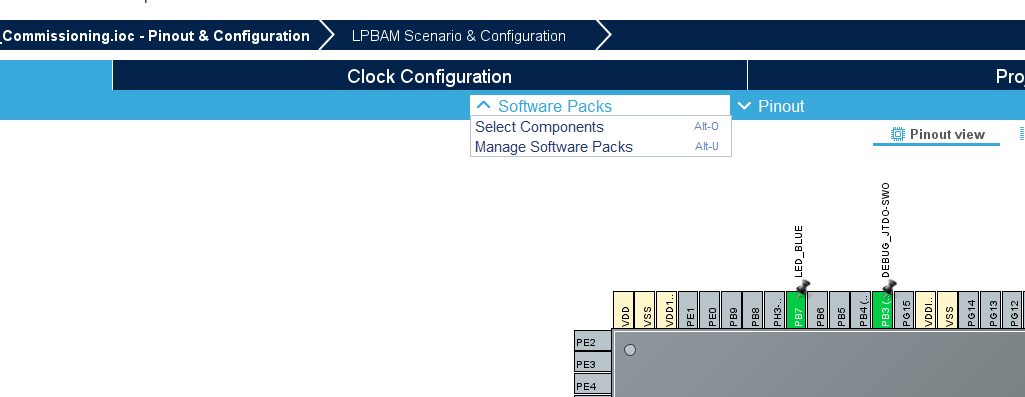 _Commissioning.ioc - Pinout & Configuration
LPBAM Scenario & Configuration
Clock Configuration
Pro
Software Packs
Pinout
Select Components Alt-O
Manage Software Packs Alt-U
Pinout view
LED_BLUE
DEBUG_JTDO-SWO
VDD
VSS
VDD1..
PE1
PE0
PB9
PB8
PH3-..
PB7
PB6
PB5
PB4 (..
PB3 (..
PG15
VDDI..
VSS
PG14
PG13
PG12
PE2
PE3
PE4